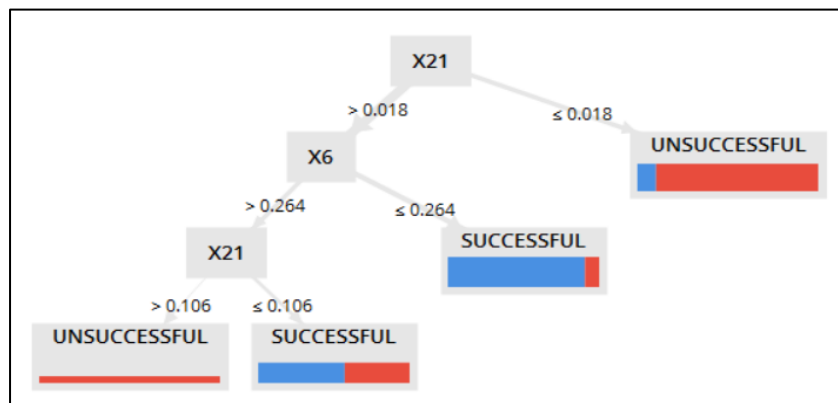 X21
> 0.018
≤ 0.018
X6
UNSUCCESSFUL
> 0.264
≤ 0.264
X21
SUCCESSFUL
> 0.106
≤ 0.106
UNSUCCESSFUL
SUCCESSFUL